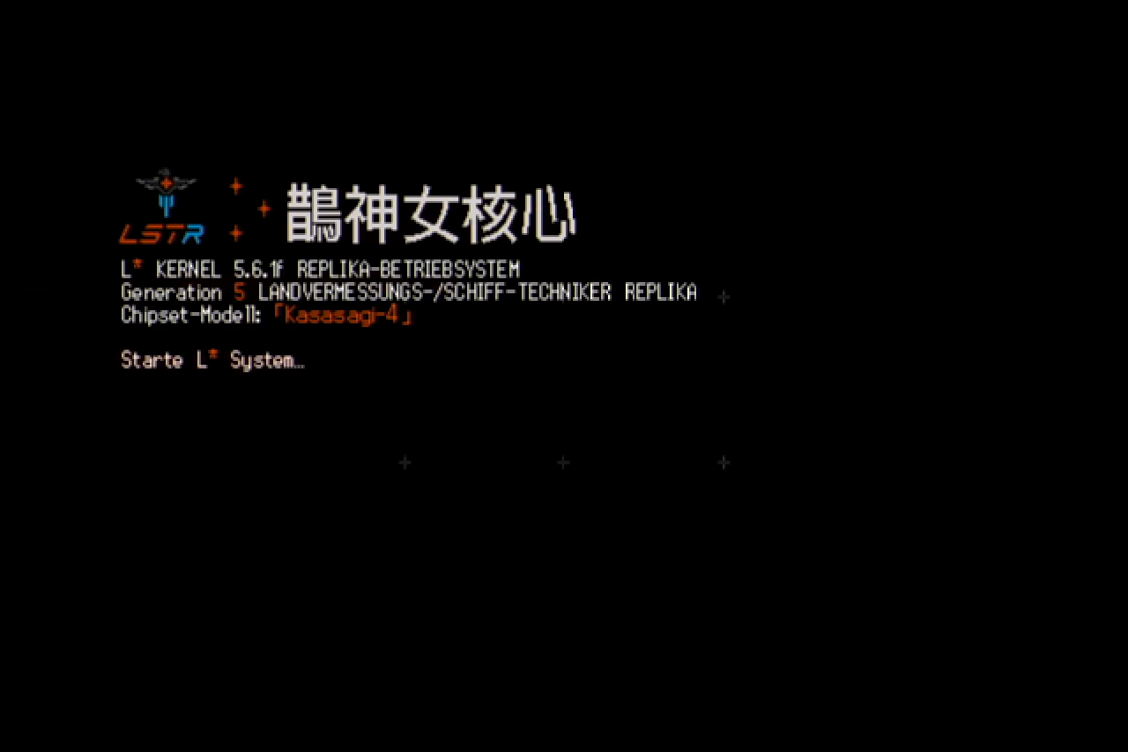 LSTR
鵲神女核心
L* KERNEL 5.6.1f REPLIKA-BETRIEBSYSTEM
Generation 5 LANDVERMESSUNGS-/SCHIFF-TECHNIKER REPLIKA
Chipset-Modell: 「Kasasagi-4」
Starte L* System…